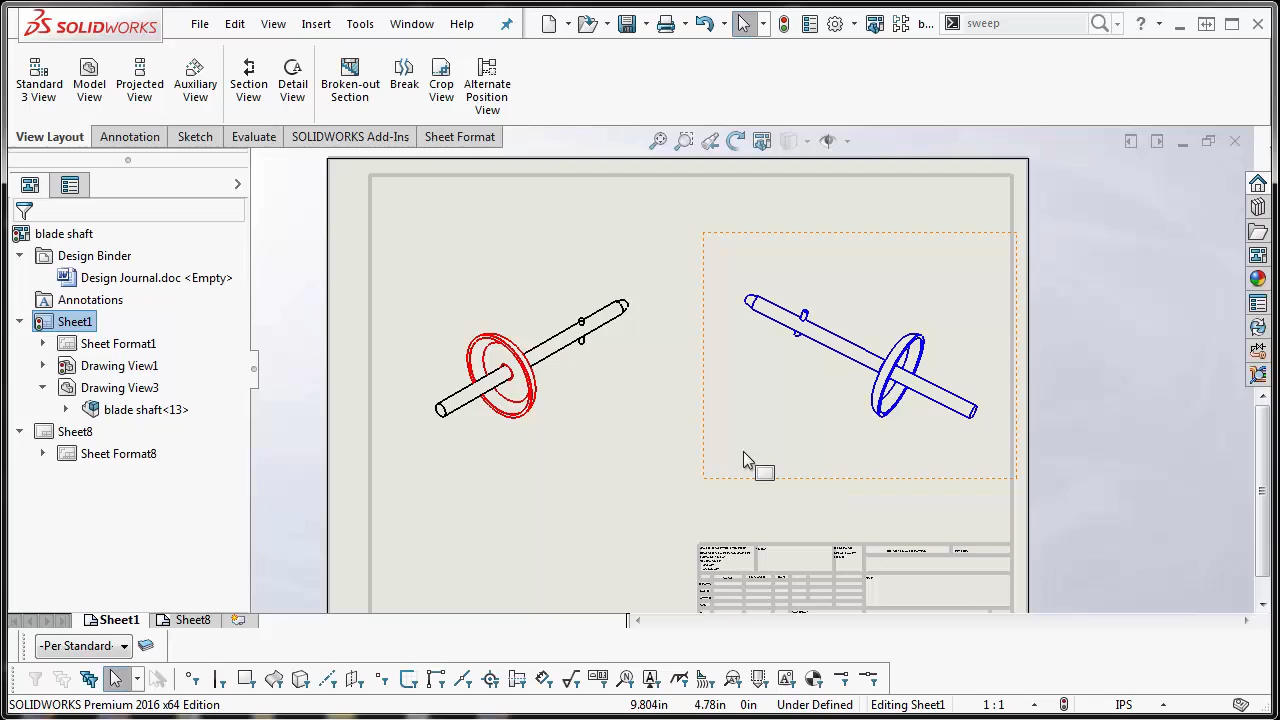 SOLIDWORKS File Edit View Insert Tools Window Help b... sweep
Standard 3 View
Model View
Projected View
Auxiliary View
Section View
Detail View
Broken-out Section
Break
Crop View
Alternate Position View
View Layout Annotation Sketch Evaluate SOLIDWORKS Add-Ins Sheet Format
blade shaft
Design Binder
Design Journal.doc <Empty>
Annotations
Sheet1
Sheet Format1
Drawing View1
Drawing View3
blade shaft<13>
Sheet8
Sheet Format8
Sheet1 Sheet8
-Per Standard-
SOLIDWORKS Premium 2016 x64 Edition 9.804in 4.78in 0in Under Defined Editing Sheet1 1 : 1 IPS